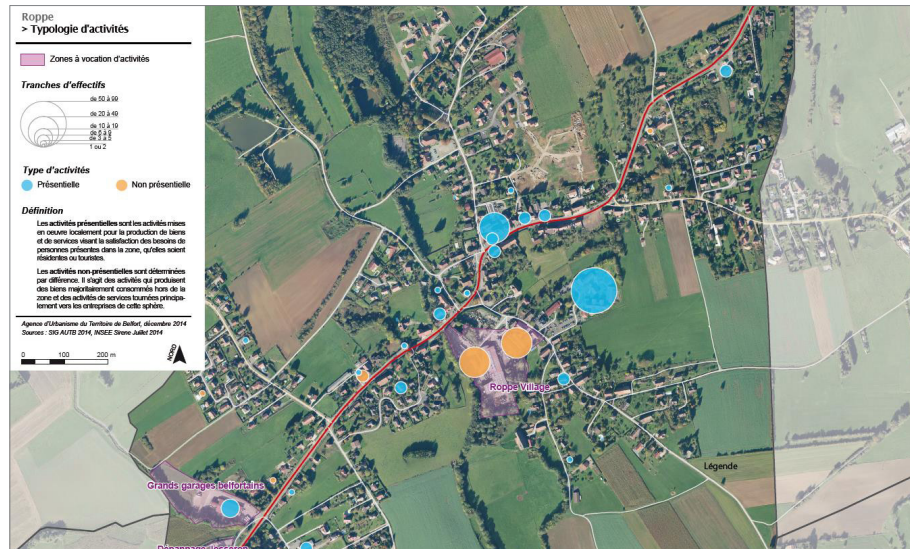 Roppe
> Typologie d'activités
Zones à vocation d'activités
Tranches d'effectifs
de 50 à 99
de 20 à 49
de 10 à 19
de 6 à 9
de 3 à 5
1 ou 2
Type d'activités
Présentielle
Non présentielle
Définition
Les activités présentielles sont les activités mises
en oeuvre localement pour la production de biens
et de services visant la satisfaction des besoins de
personnes présentes dans la zone, qu'elles soient
résidentes ou touristes.
Les activités non-présentielles sont déterminées
par différence. Il s'agit des activités qui produisent
des biens majoritairement consommés hors de la
zone et des activités de services tournées principa-
lement vers les entreprises de cette sphère.
Agence d'Urbanisme du Territoire de Belfort, décembre 2014
Sources : SIG AUTB 2014, INSEE Sirene Juillet 2014
0 100 200 m
NORD
Roppe Village
Légende
Grands garages belfortains